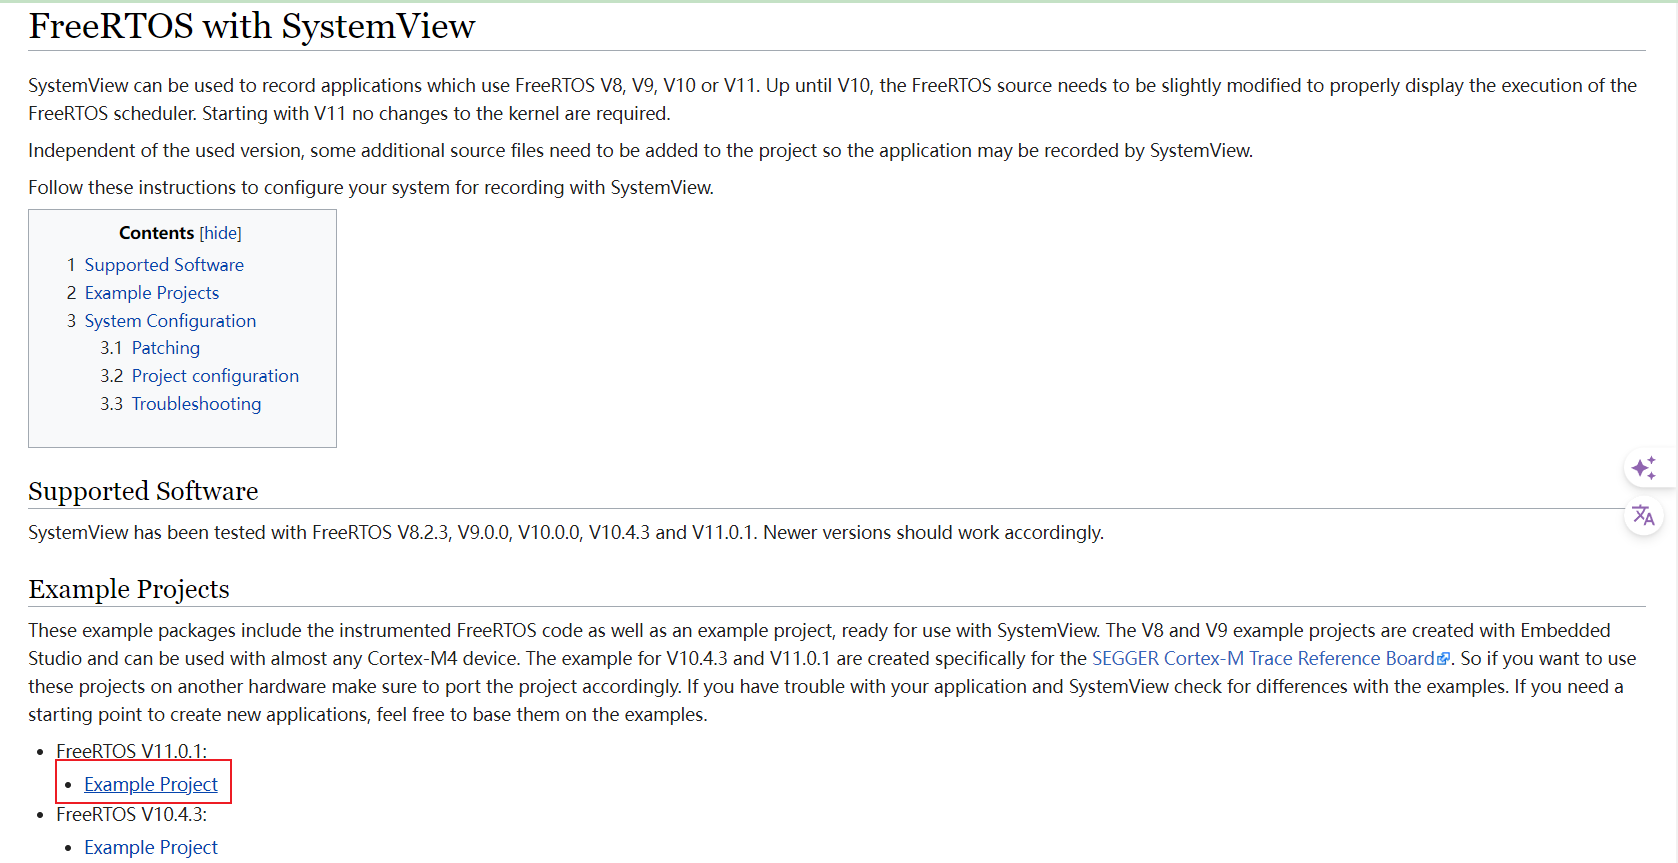 FreeRTOS with SystemView
SystemView can be used to record applications which use FreeRTOS V8, V9, V10 or V11. Up until V10, the FreeRTOS source needs to be slightly modified to properly display the execution of the
FreeRTOS scheduler. Starting with V11 no changes to the kernel are required.
Independent of the used version, some additional source files need to be added to the project so the application may be recorded by SystemView.
Follow these instructions to configure your system for recording with SystemView.
Contents [hide]
1 Supported Software
2 Example Projects
3 System Configuration
3.1 Patching
3.2 Project configuration
3.3 Troubleshooting
Supported Software
SystemView has been tested with FreeRTOS V8.2.3, V9.0.0, V10.0.0, V10.4.3 and V11.0.1. Newer versions should work accordingly.
Example Projects
These example packages include the instrumented FreeRTOS code as well as an example project, ready for use with SystemView. The V8 and V9 example projects are created with Embedded
Studio and can be used with almost any Cortex-M4 device. The example for V10.4.3 and V11.0.1 are created specifically for the SEGGER Cortex-M Trace Reference Board. So if you want to use
these projects on another hardware make sure to port the project accordingly. If you have trouble with your application and SystemView check for differences with the examples. If you need a
starting point to create new applications, feel free to base them on the examples.
• FreeRTOS V11.0.1:
• Example Project
• FreeRTOS V10.4.3:
• Example Project